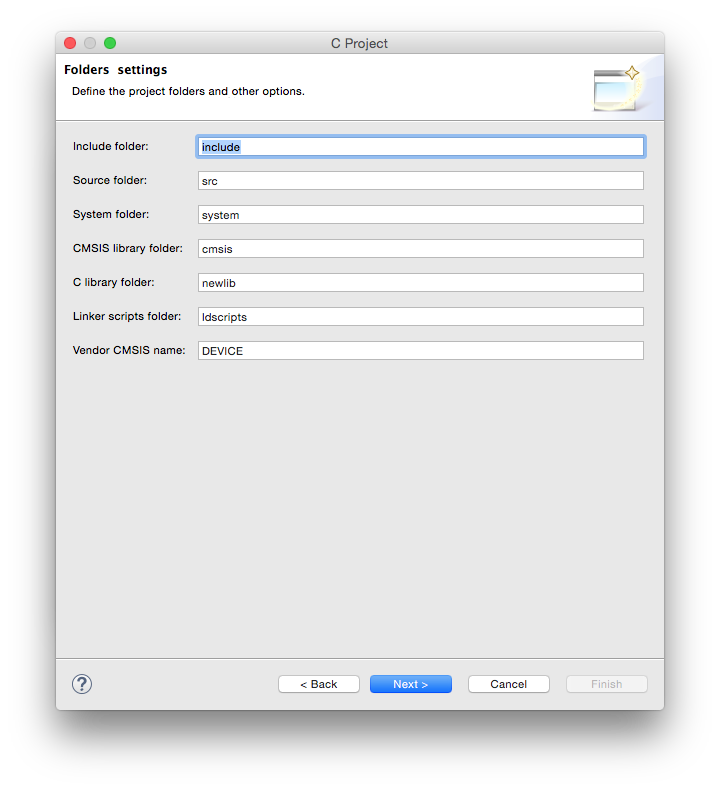 C Project
Folders settings
Define the project folders and other options.
Include folder: include
Source folder: src
System folder: system
CMSIS library folder: cmsis
C library folder: newlib
Linker scripts folder: ldscripts
Vendor CMSIS name: DEVICE
? < Back Next > Cancel Finish